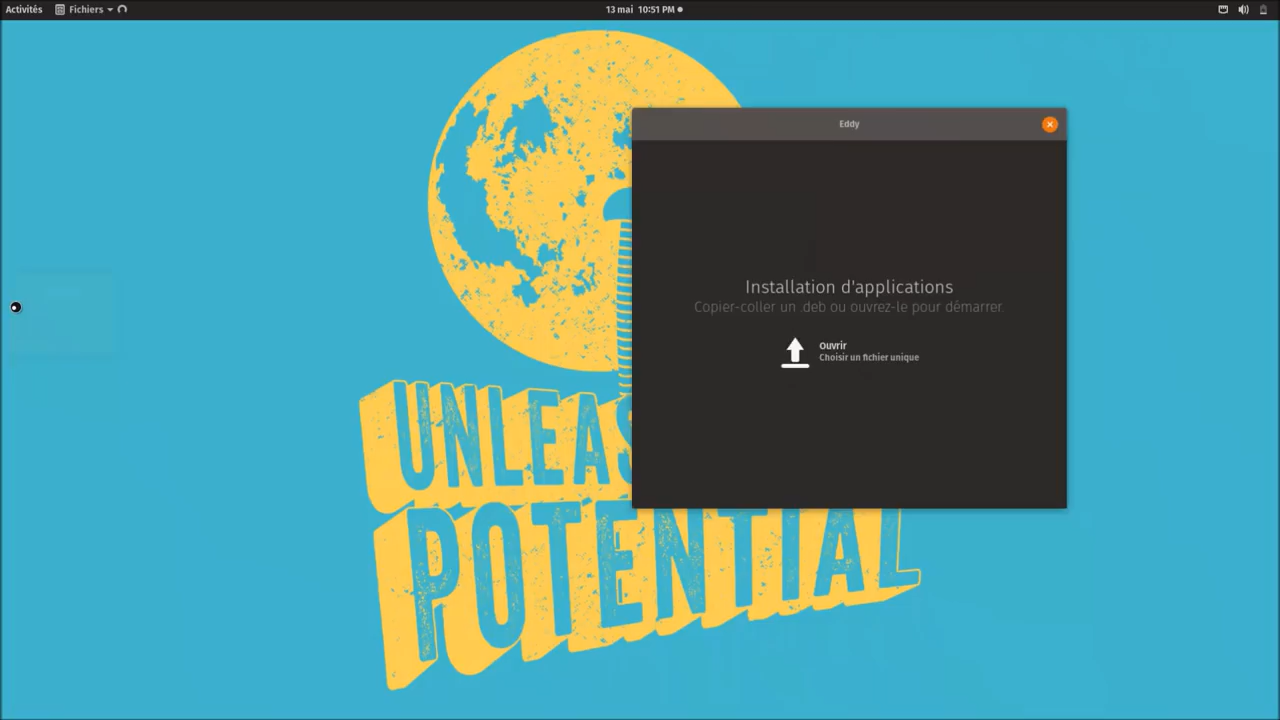 Activités
Fichiers
13 mai 10:51 PM
Eddy
Installation d'applications
Copier-coller un .deb ou ouvrez-le pour démarrer.
Ouvrir
Choisir un fichier unique
UNLEAS
POTENTIAL